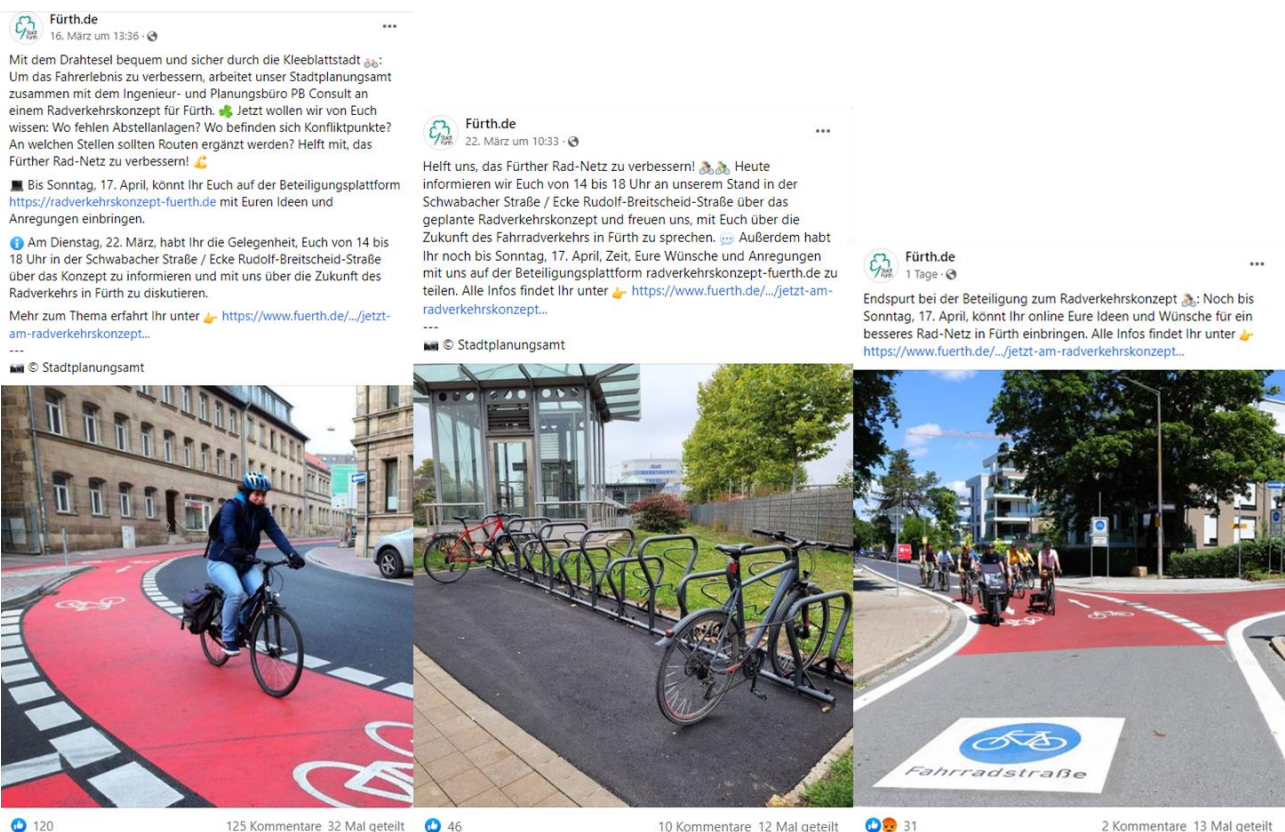 Fürth.de
16. März um 13:36 ·
Mit dem Drahtesel bequem und sicher durch die Kleeblattstadt 🚲:
Um das Fahrerlebnis zu verbessern, arbeitet unser Stadtplanungsamt
zusammen mit dem Ingenieur- und Planungsbüro PB Consult an
einem Radverkehrskonzept für Fürth. 🍀 Jetzt wollen wir von Euch
wissen: Wo fehlen Abstellanlagen? Wo befinden sich Konfliktpunkte?
An welchen Stellen sollten Routen ergänzt werden? Helft mit, das
Fürther Rad-Netz zu verbessern! 💪
💻 Bis Sonntag, 17. April, könnt Ihr Euch auf der Beteiligungsplattform
https://radverkehrskonzept-fuerth.de mit Euren Ideen und
Anregungen einbringen.
ℹ️ Am Dienstag, 22. März, habt Ihr die Gelegenheit, Euch von 14 bis
18 Uhr in der Schwabacher Straße / Ecke Rudolf-Breitscheid-Straße
über das Konzept zu informieren und mit uns über die Zukunft des
Radverkehrs in Fürth zu diskutieren.
Mehr zum Thema erfahrt Ihr unter 👉 https://www.fuerth.de/.../jetzt-
am-radverkehrskonzept...
---
📷 © Stadtplanungsamt
120
125 Kommentare 32 Mal geteilt
Fürth.de
22. März um 10:33 ·
Helft uns, das Fürther Rad-Netz zu verbessern! 🚴🚴 Heute
informieren wir Euch von 14 bis 18 Uhr an unserem Stand in der
Schwabacher Straße / Ecke Rudolf-Breitscheid-Straße über das
geplante Radverkehrskonzept und freuen uns, mit Euch über die
Zukunft des Fahrradverkehrs in Fürth zu sprechen. 💬 Außerdem habt
Ihr noch bis Sonntag, 17. April, Zeit, Eure Wünsche und Anregungen
mit uns auf der Beteiligungsplattform radverkehrskonzept-fuerth.de zu
teilen. Alle Infos findet Ihr unter 👉 https://www.fuerth.de/.../jetzt-am-
radverkehrskonzept...
---
📷 © Stadtplanungsamt
46
10 Kommentare 12 Mal geteilt
Fürth.de
1 Tage ·
Endspurt bei der Beteiligung zum Radverkehrskonzept 🚴: Noch bis
Sonntag, 17. April, könnt Ihr online Eure Ideen und Wünsche für ein
besseres Rad-Netz in Fürth einbringen. Alle Infos findet Ihr unter 👉
https://www.fuerth.de/.../jetzt-am-radverkehrskonzept...
Fahrradstraße
31
2 Kommentare 13 Mal geteilt